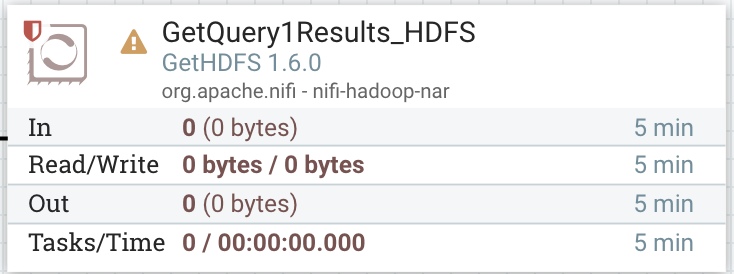 GetQuery1Results_HDFS
GetHDFS 1.6.0
org.apache.nifi - nifi-hadoop-nar
In 0 (0 bytes) 5 min
Read/Write 0 bytes / 0 bytes 5 min
Out 0 (0 bytes) 5 min
Tasks/Time 0 / 00:00:00.000 5 min